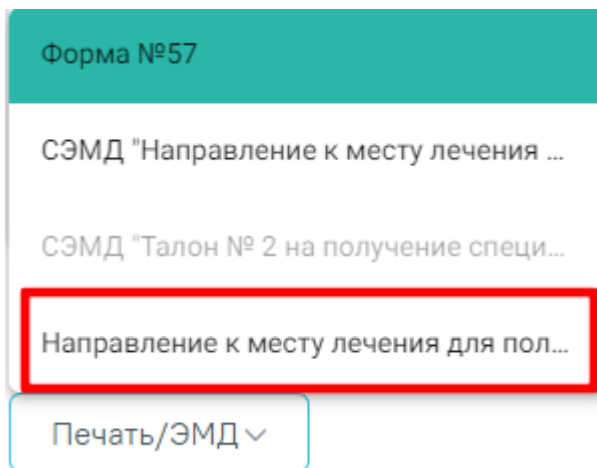 Форма №57
СЭМД "Направление к месту лечения ...
СЭМД "Талон № 2 на получение специ...
Направление к месту лечения для пол...
Печать/ЭМД